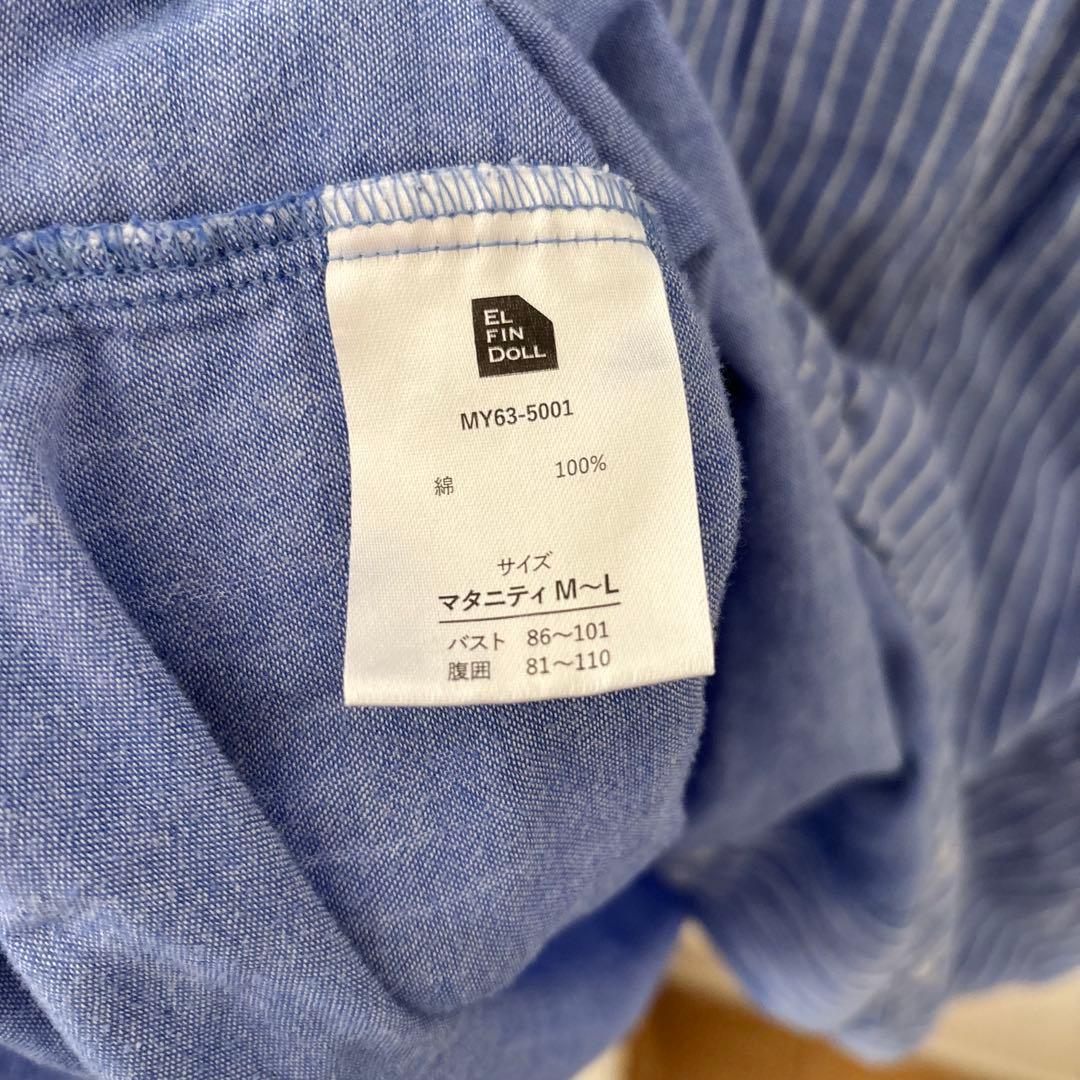 EL
FIN
DOLL
MY63-5001
綿 100%
サイズ
マタニティ M〜L
バスト 86〜101
腹囲 81〜110